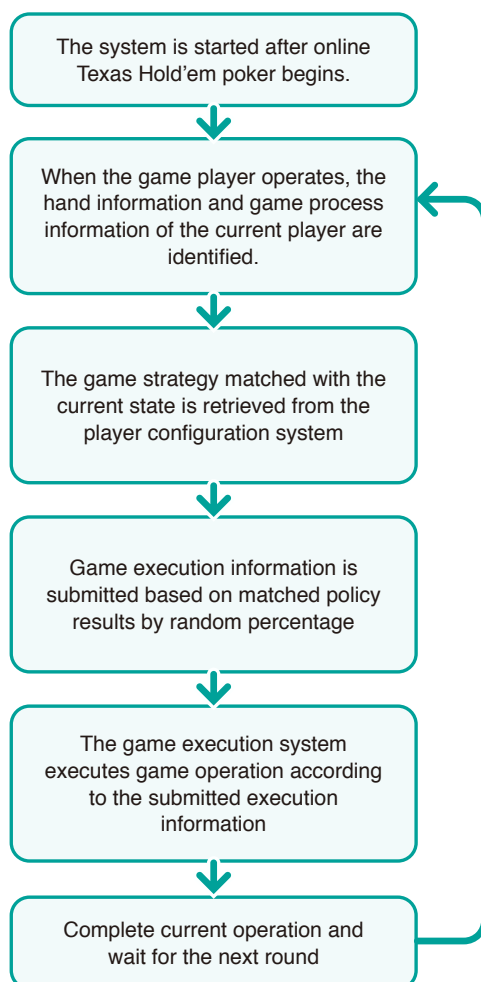 The system is started after online
Texas Hold’em poker begins.
When the game player operates, the
hand information and game process
information of the current player are
identified.
The game strategy matched with the
current state is retrieved from the
player configuration system
Game execution information is
submitted based on matched policy
results by random percentage
The game execution system
executes game operation according
to the submitted execution
information
Complete current operation and
wait for the next round